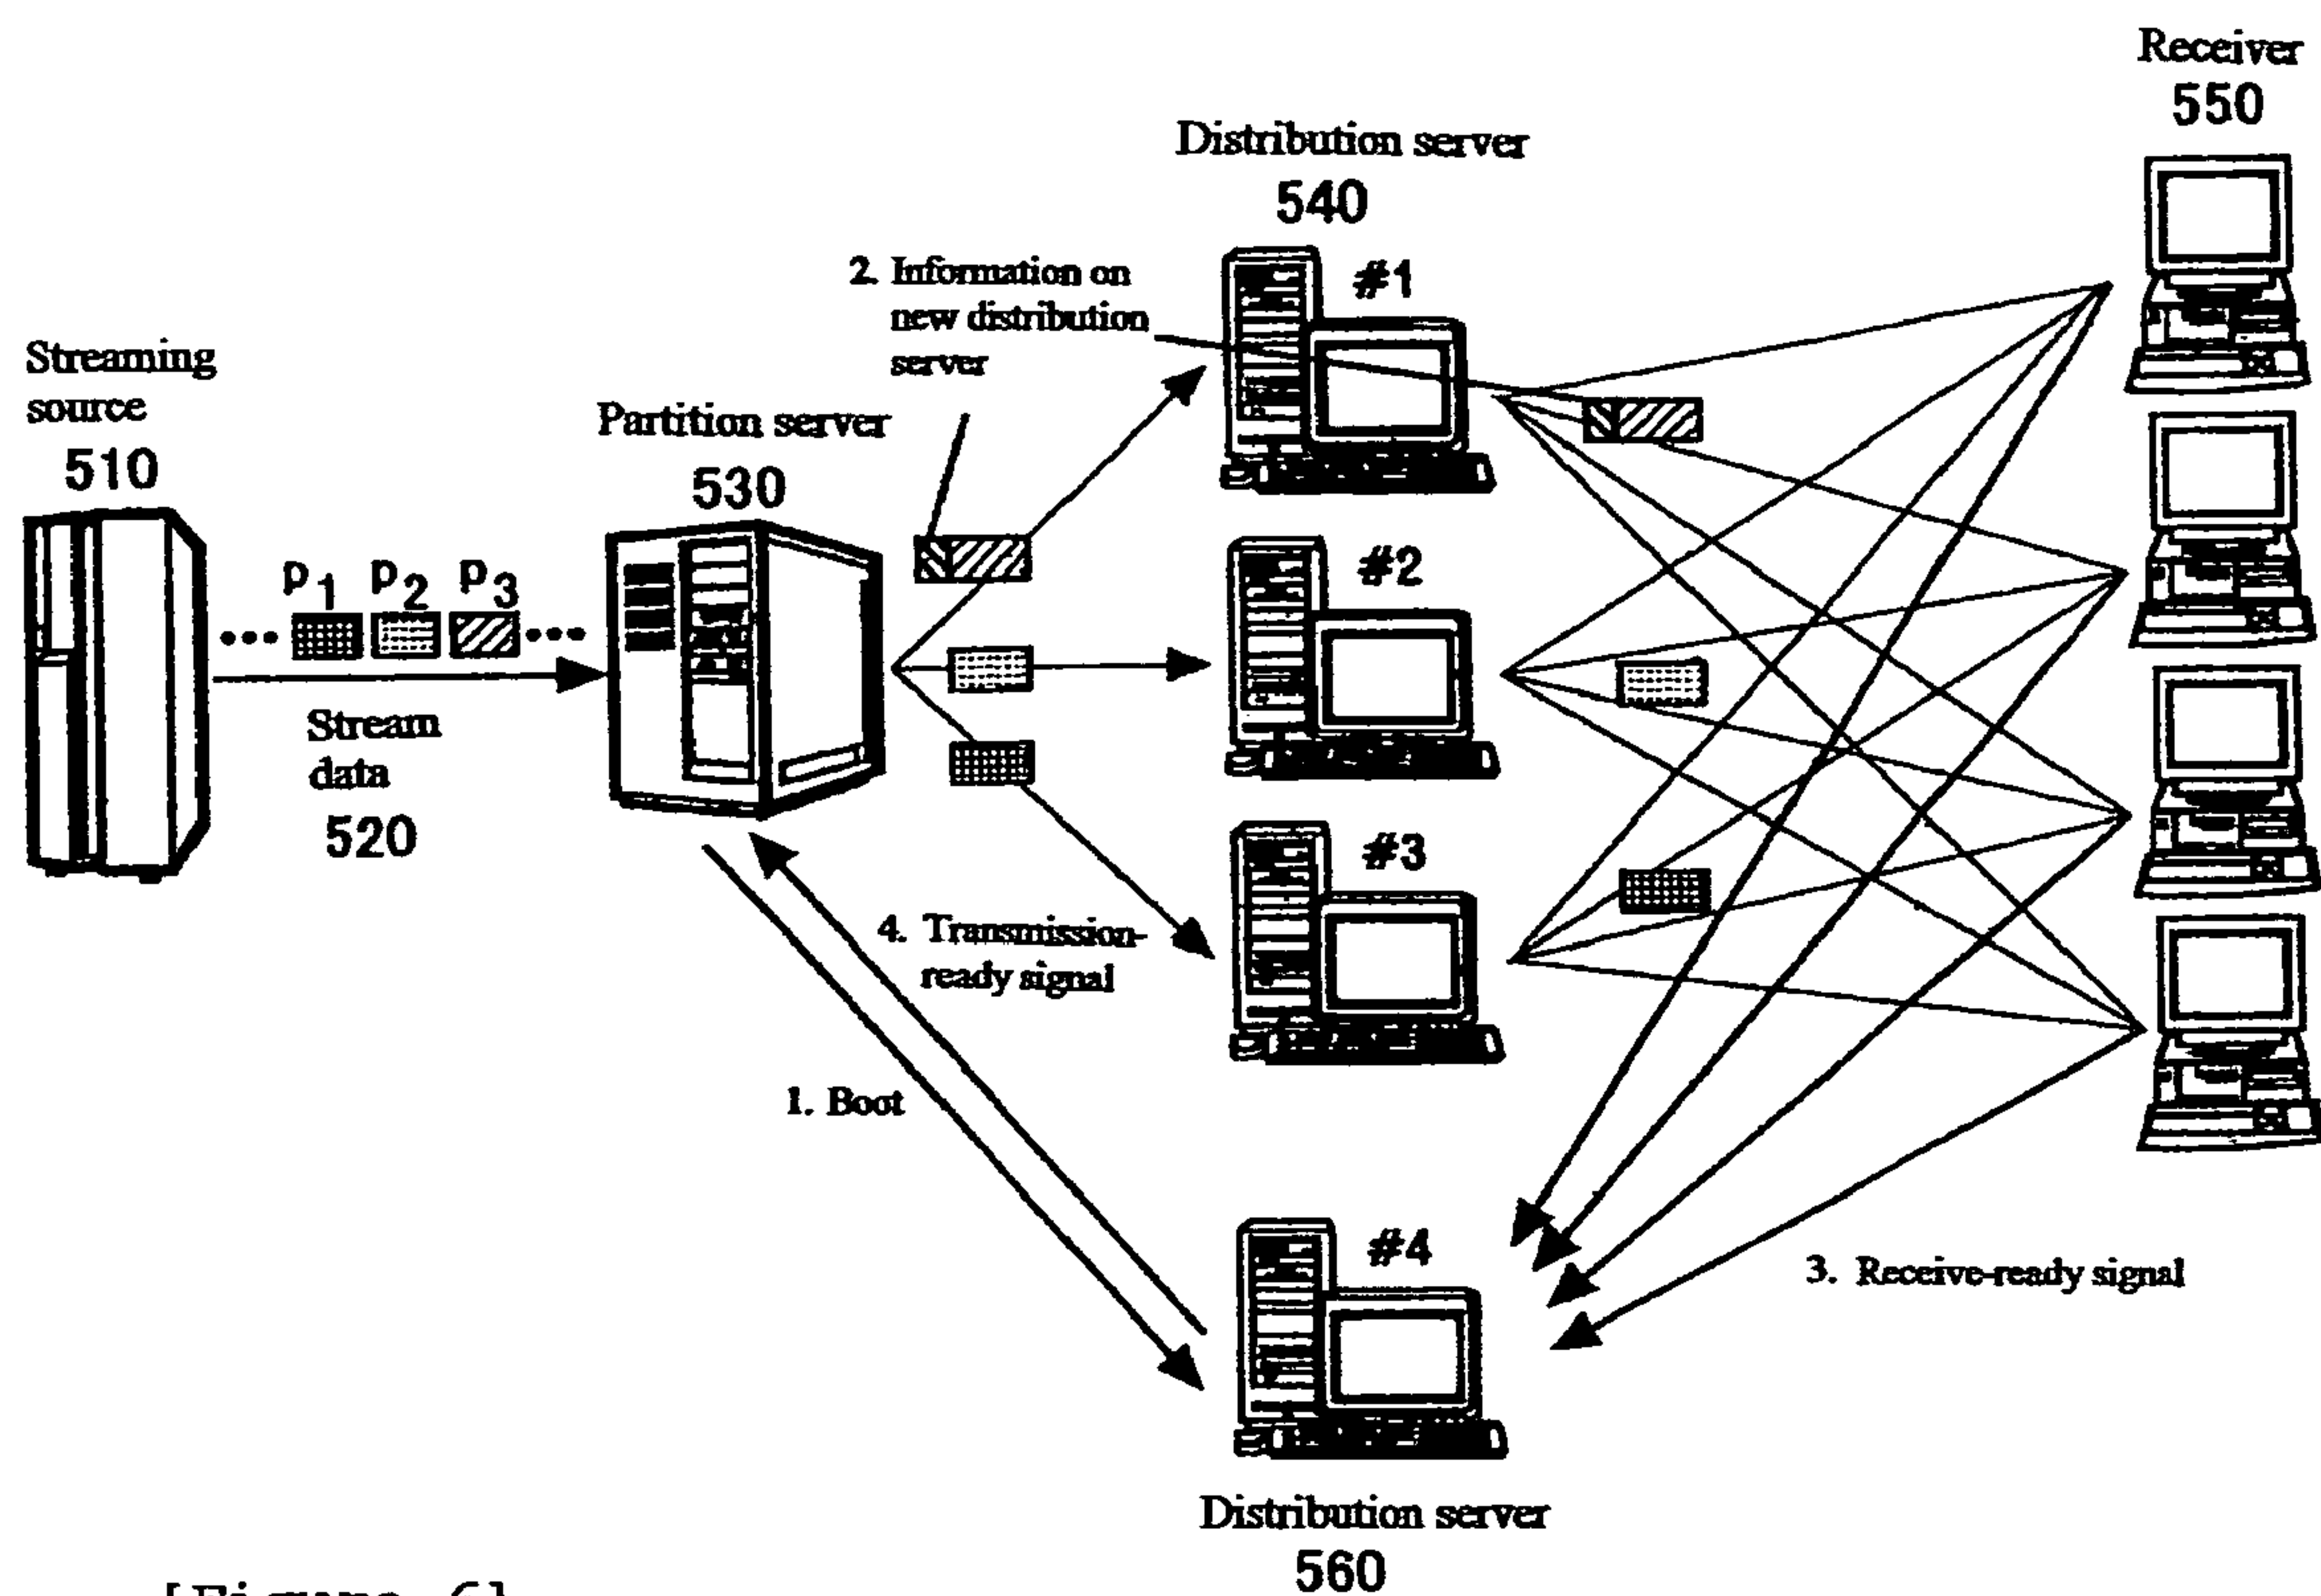 Receiver
550
Distribution server
540
#1
2. Information on
new distribution
server
Streaming
source
510
Partition server
530
#2
p1 p2 p3
Stream
data
520
#3
4. Transmission-
ready signal
1. Boot
#4
3. Receive-ready signal
Distribution server
560